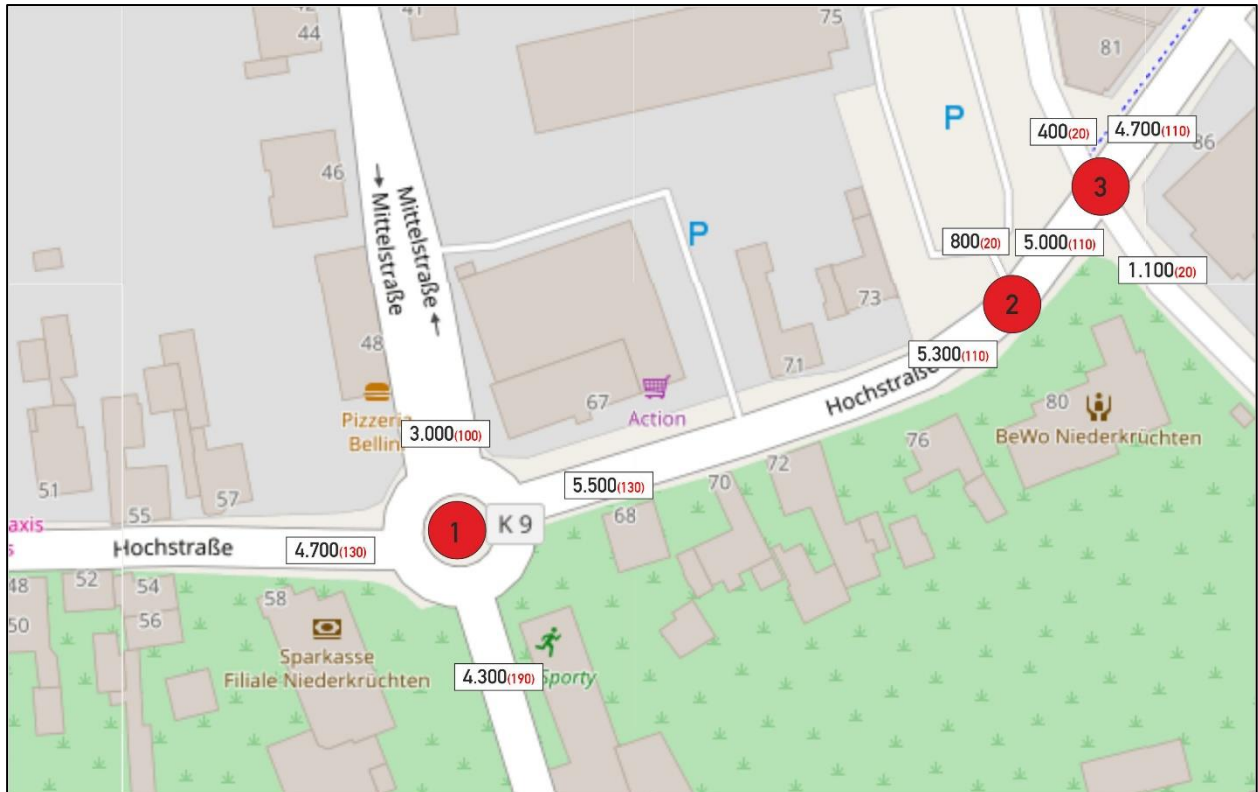 42
44
41
75
81
46
P
400(20)
4.700(110)
86
3
→ Mittelstraße
Mittelstraße ←
P
800(20)
5.000(110)
1.100(20)
73
2
48
71
5.300(110)
Hochstraße
67
Action
80
BeWo Niederkrüchten
Pizzeria
Bellin
3.000(100)
76
51
57
55
5.500(130)
70
72
68
axis
s
Hochstraße
4.700(130)
1
K 9
48
52
54
58
50
56
Sparkasse
Filiale Niederkrüchten
4.300(190)
Sporty